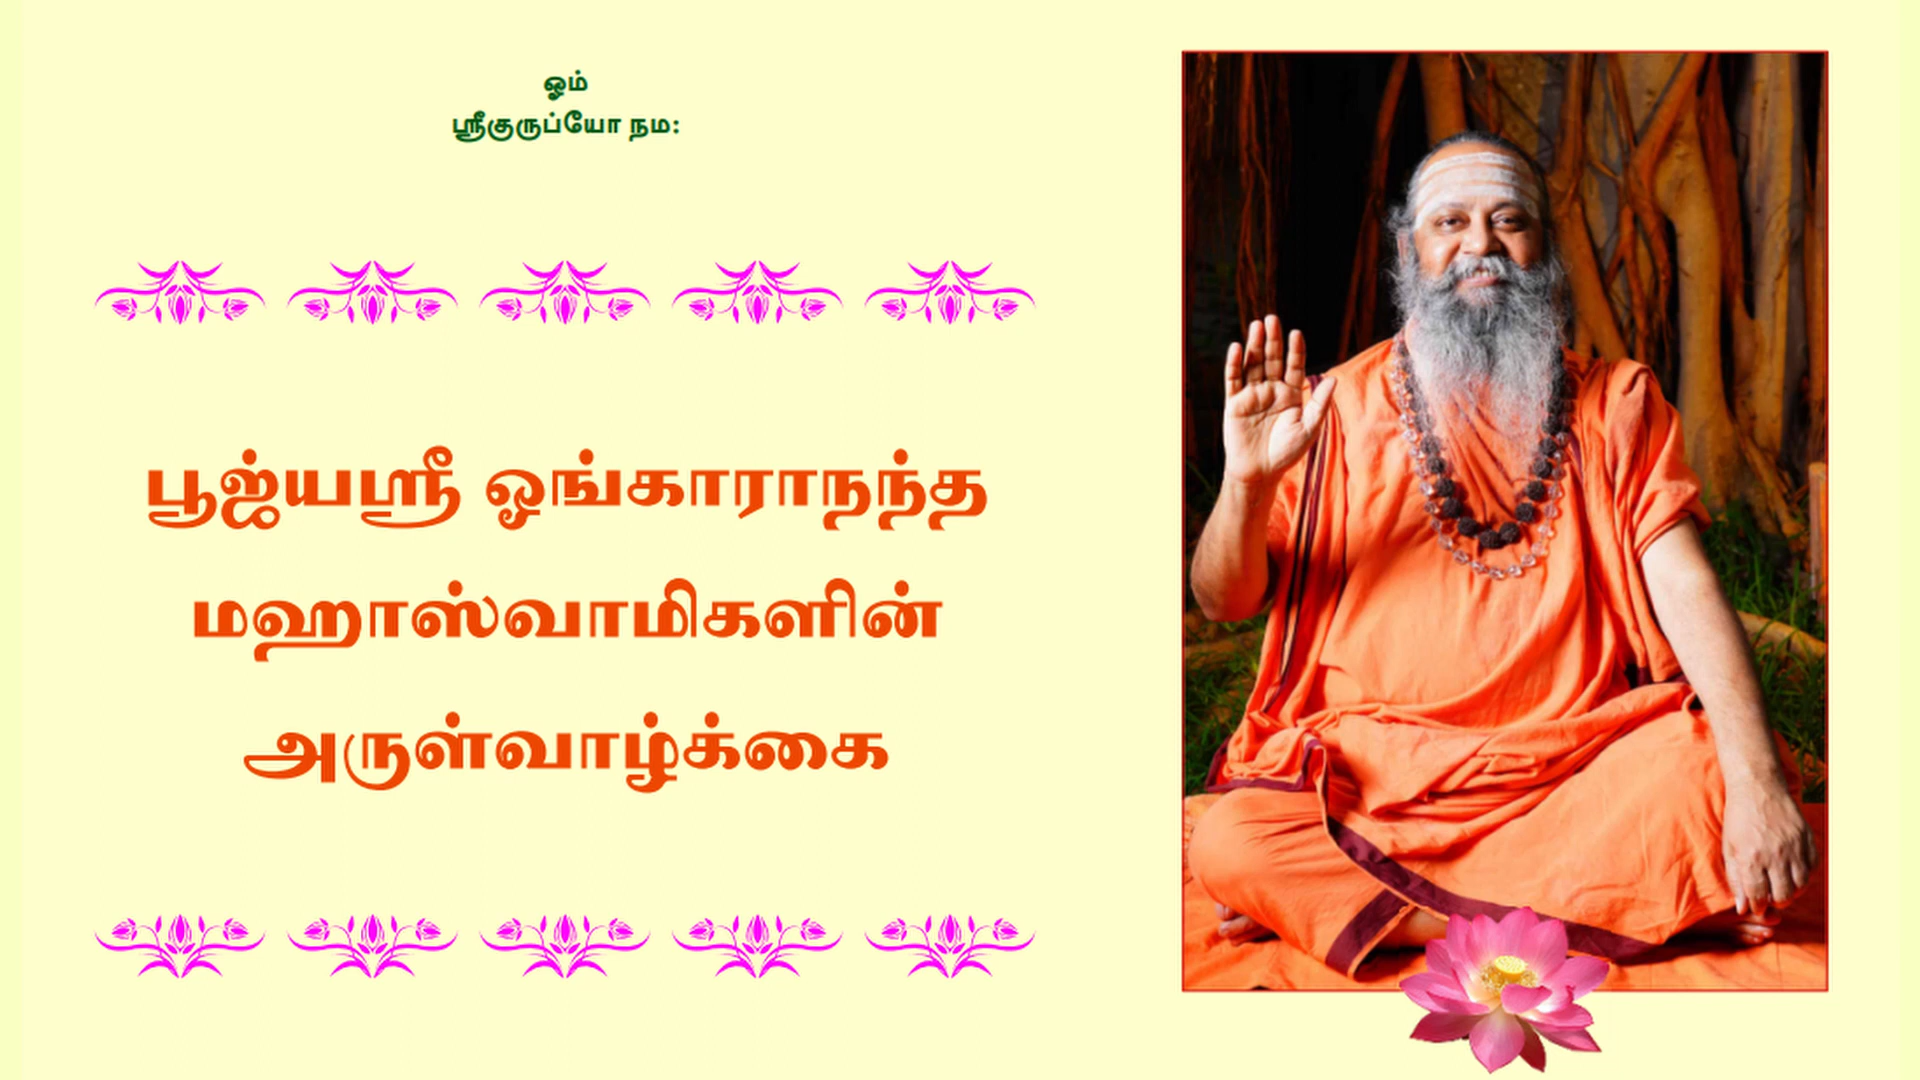 ஓம்
ஸ்ரீகுருப்யோ நம:
பூஜ்யஸ்ரீ ஓங்காராநந்த
மஹாஸ்வாமிகளின்
அருள்வாழ்க்கை